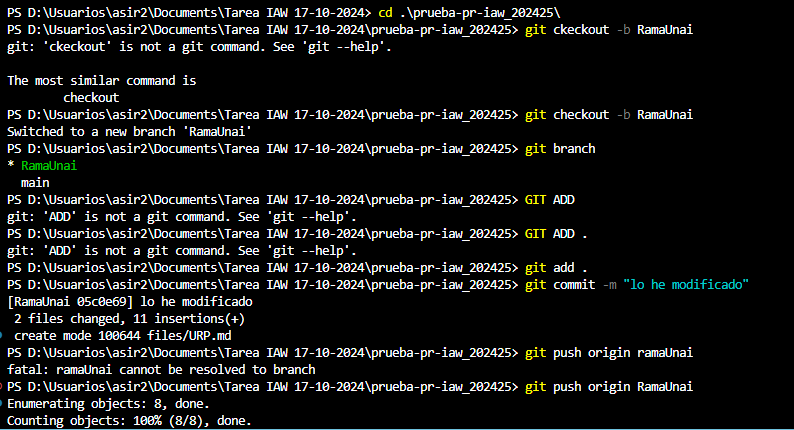 PS D:\Usuarios\asir2\Documents\Tarea IAW 17-10-2024> cd .\prueba-pr-iaw_202425\
PS D:\Usuarios\asir2\Documents\Tarea IAW 17-10-2024\prueba-pr-iaw_202425> git ckeckout -b RamaUnai
git: 'ckeckout' is not a git command. See 'git --help'.
The most similar command is
checkout
PS D:\Usuarios\asir2\Documents\Tarea IAW 17-10-2024\prueba-pr-iaw_202425> git checkout -b RamaUnai
Switched to a new branch 'RamaUnai'
PS D:\Usuarios\asir2\Documents\Tarea IAW 17-10-2024\prueba-pr-iaw_202425> git branch
* RamaUnai
main
PS D:\Usuarios\asir2\Documents\Tarea IAW 17-10-2024\prueba-pr-iaw_202425> GIT ADD
git: 'ADD' is not a git command. See 'git --help'.
PS D:\Usuarios\asir2\Documents\Tarea IAW 17-10-2024\prueba-pr-iaw_202425> GIT ADD .
git: 'ADD' is not a git command. See 'git --help'.
PS D:\Usuarios\asir2\Documents\Tarea IAW 17-10-2024\prueba-pr-iaw_202425> git add .
PS D:\Usuarios\asir2\Documents\Tarea IAW 17-10-2024\prueba-pr-iaw_202425> git commit -m "lo he modificado"
[RamaUnai 05c0e69] lo he modificado
2 files changed, 11 insertions(+)
create mode 100644 files/URP.md
PS D:\Usuarios\asir2\Documents\Tarea IAW 17-10-2024\prueba-pr-iaw_202425> git push origin ramaUnai
fatal: ramaUnai cannot be resolved to branch
PS D:\Usuarios\asir2\Documents\Tarea IAW 17-10-2024\prueba-pr-iaw_202425> git push origin RamaUnai
Enumerating objects: 8, done.
Counting objects: 100% (8/8), done.